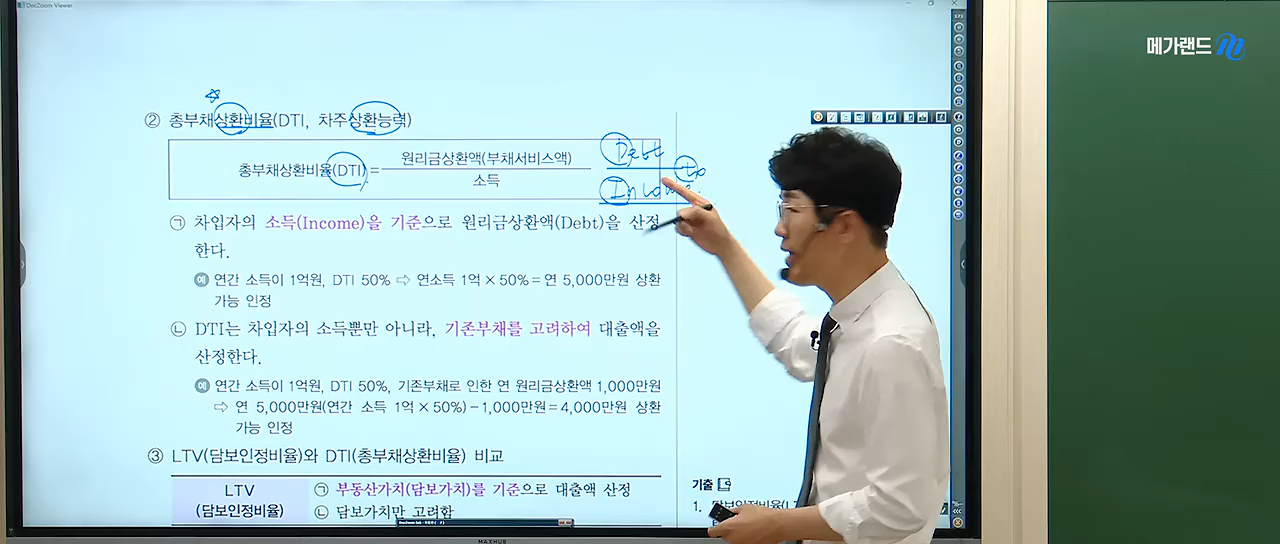 DocZoom Viewer
메가랜드
② 총부채상환비율(DTI, 차주상환능력)
총부채상환비율(DTI) = 원리금상환액(부채서비스액)
소득
Debt
to
Income
㉠ 차입자의 소득(Income)을 기준으로 원리금상환액(Debt)을 산정
한다.
예 연간 소득이 1억원, DTI 50% ⇨ 연소득 1억×50%=연 5,000만원 상환
가능 인정
㉡ DTI는 차입자의 소득뿐만 아니라, 기존부채를 고려하여 대출액을
산정한다.
예 연간 소득이 1억원, DTI 50%, 기존부채로 인한 연 원리금상환액 1,000만원
⇨ 연 5,000만원(연간 소득 1억×50%)-1,000만원=4,000만원 상환
가능 인정
③ LTV(담보인정비율)와 DTI(총부채상환비율) 비교
LTV
(담보인정비율)
㉠ 부동산가치(담보가치)를 기준으로 대출액 산정
㉡ 담보가치만 고려함
기출
1. 담보인정비율(L
MAXHUB